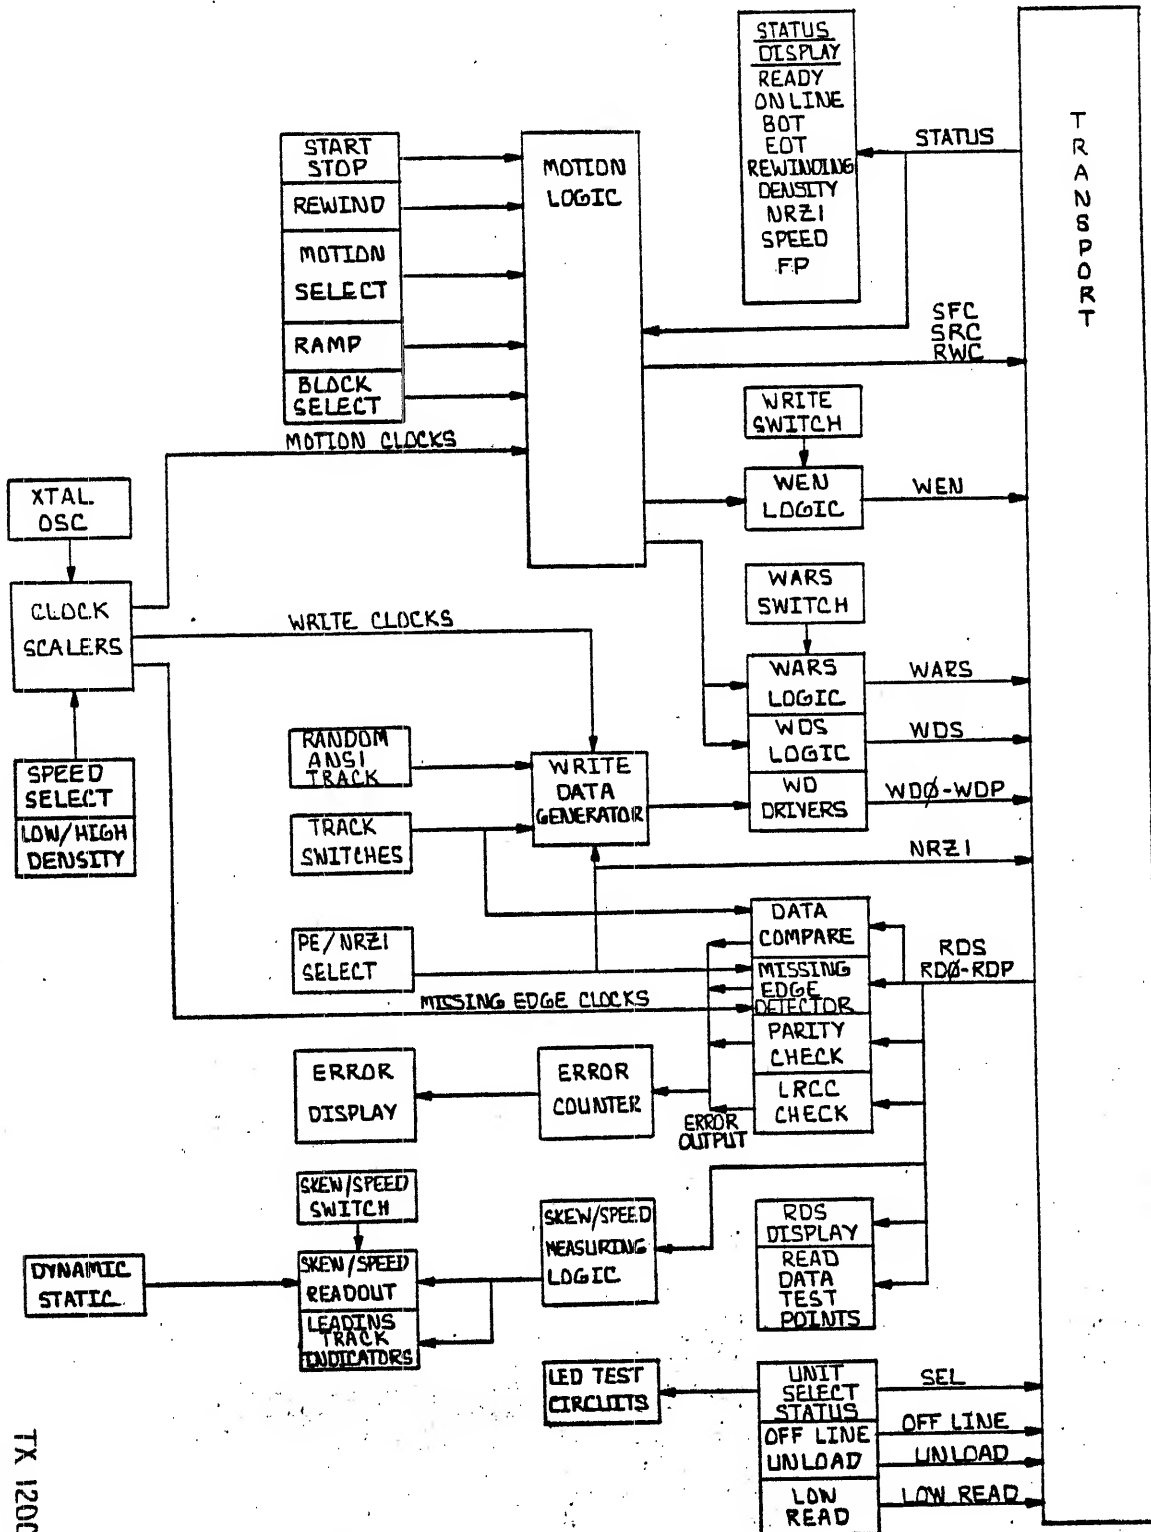 STATUS
DISPLAY
READY
ONLINE
BOT
EOT
REWINDING
DENSITY
NRZI
SPEED
FP
TRANSPORT
STATUS
START
STOP
REWIND
MOTION
SELECT
RAMP
BLOCK
SELECT
MOTION
LOGIC
SFC
SRC
RWC
MOTION CLOCKS
WRITE
SWITCH
WEN
LOGIC
WEN
XTAL.
OSC
CLOCK
SCALERS
WRITE CLOCKS
WARS
SWITCH
WARS
LOGIC
WARS
WDS
LOGIC
WDS
WD
DRIVERS
WDØ-WDP
SPEED
SELECT
LOW/HIGH
DENSITY
RANDOM
ANSI
TRACK
WRITE
DATA
GENERATOR
TRACK
SWITCHES
NRZI
PE/NRZI
SELECT
DATA
COMPARE
RDS
RDØ-RDP
MISSING
EDGE
DETECTOR
MISSING EDGE CLOCKS
PARITY
CHECK
LRCC
CHECK
ERROR
OUTPUT
ERROR
DISPLAY
ERROR
COUNTER
SKEW/SPEED
SWITCH
SKEW/SPEED
MEASURING
LOGIC
RDS
DISPLAY
READ
DATA
TEST
POINTS
DYNAMIC
STATIC
SKEW/SPEED
READOUT
LEADINS
TRACK
INDICATORS
LED TEST
CIRCUITS
UNIT
SELECT
STATUS
SEL
OFF LINE
UNLOAD
OFF LINE
UNLOAD
LOW
READ
LOW READ
TX 1200